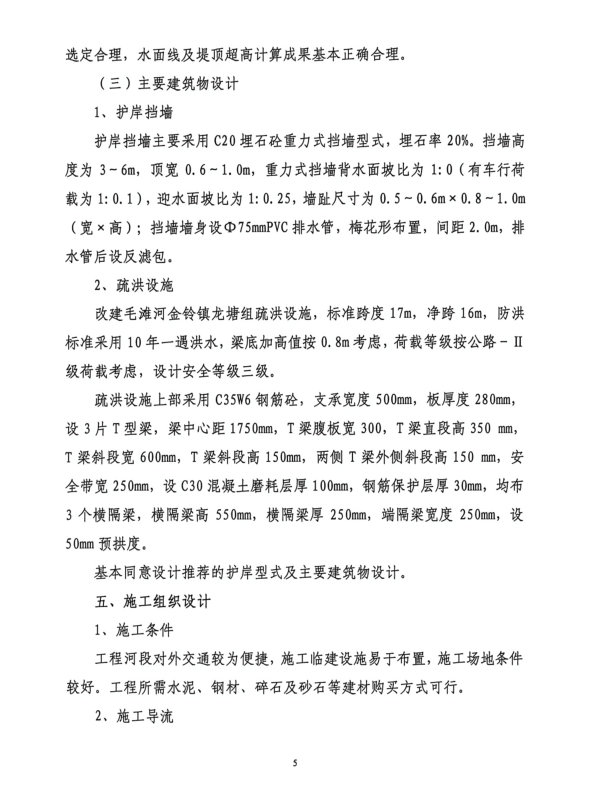 选定合理，水面线及堤顶超高计算成果基本正确合理。
（三）主要建筑物设计
1、护岸挡墙
护岸挡墙主要采用 C20 埋石砼重力式挡墙型式，埋石率 20%。挡墙高
度为 3～6m，顶宽 0.6～1.0m，重力式挡墙背水面坡比为 1:0（有车行荷
载为 1:0.1），迎水面坡比为 1:0.25，墙趾尺寸为 0.5～0.6m×0.8～1.0m
（宽×高）；挡墙墙身设Φ75mmPVC 排水管，梅花形布置，间距 2.0m，排
水管后设反滤包。
2、疏洪设施
改建毛滩河金铃镇龙塘组疏洪设施，标准跨度 17m，净跨 16m，防洪
标准采用 10 年一遇洪水，梁底加高值按 0.8m 考虑，荷载等级按公路－Ⅱ
级荷载考虑，设计安全等级三级。
疏洪设施上部采用 C35W6 钢筋砼，支承宽度 500mm，板厚度 280mm，
设 3 片 T 型梁，梁中心距 1750mm，T 梁腹板宽 300，T 梁直段高 350 mm，
T 梁斜段宽 600mm，T 梁斜段高 150mm，两侧 T 梁外侧斜段高 150 mm，安
全带宽 250mm，设 C30 混凝土磨耗层厚 100mm，钢筋保护层厚 30mm，均布
3 个横隔梁，横隔梁高 550mm，横隔梁厚 250mm，端隔梁宽度 250mm，设
50mm 预拱度。
基本同意设计推荐的护岸型式及主要建筑物设计。
五、施工组织设计
1、施工条件
工程河段对外交通较为便捷，施工临建设施易于布置，施工场地条件
较好。工程所需水泥、钢材、碎石及砂石等建材购买方式可行。
2、施工导流
5